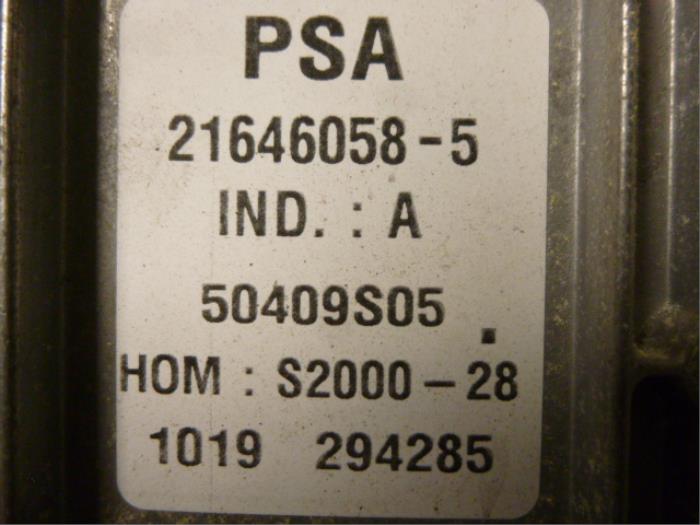 PSA
21646058-5
IND. : A
50409S05.
HOM : S2000-28
1019 294285